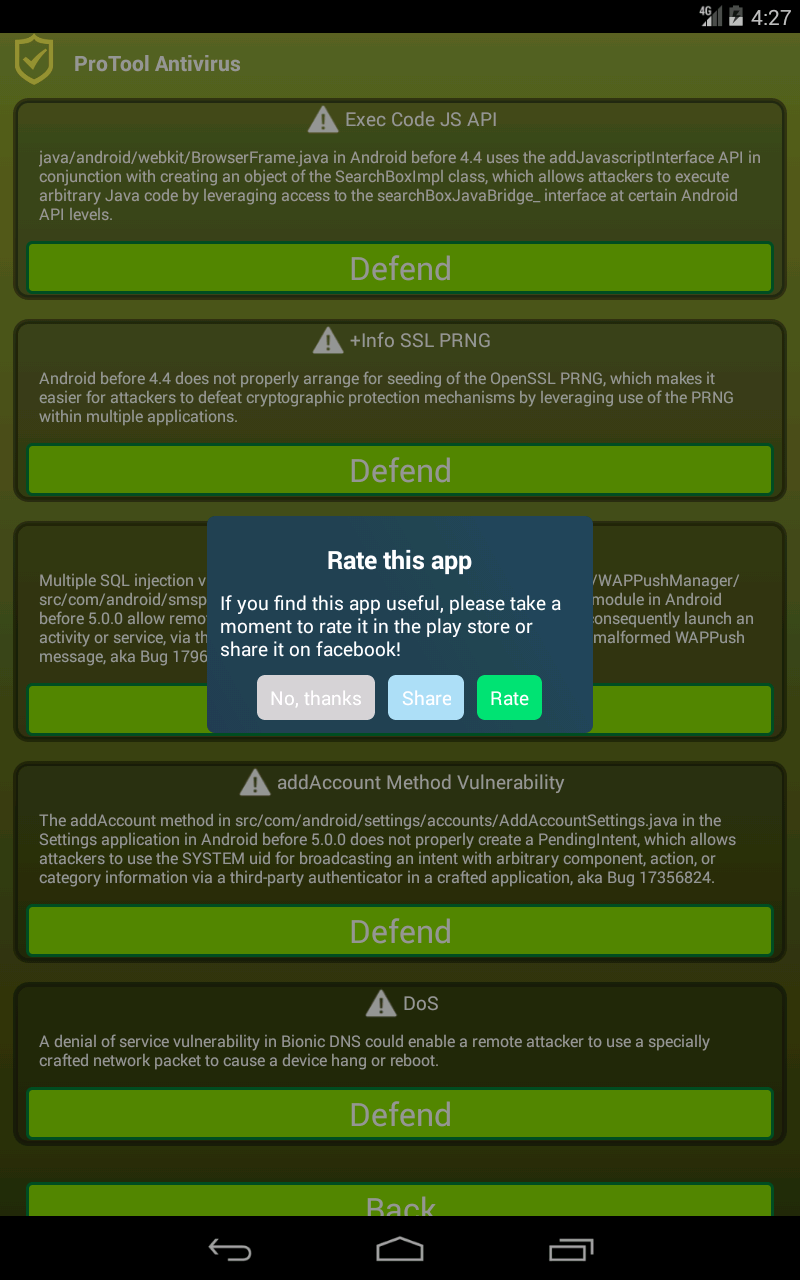 4G 4:27
ProTool Antivirus
Exec Code JS API
java/android/webkit/BrowserFrame.java in Android before 4.4 uses the addJavascriptInterface API in
conjunction with creating an object of the SearchBoxImpl class, which allows attackers to execute
arbitrary Java code by leveraging access to the searchBoxJavaBridge_ interface at certain Android
API levels.
Defend
+Info SSL PRNG
Android before 4.4 does not properly arrange for seeding of the OpenSSL PRNG, which makes it
easier for attackers to defeat cryptographic protection mechanisms by leveraging use of the PRNG
within multiple applications.
Defend
Multiple SQL injection /WAPPushManager/
src/com/android/smsp module in Android
before 5.0.0 allow remo consequently launch an
activity or service, via th malformed WAPPush
message, aka Bug 1796
Rate this app
If you find this app useful, please take a
moment to rate it in the play store or
share it on facebook!
No, thanks Share Rate
addAccount Method Vulnerability
The addAccount method in src/com/android/settings/accounts/AddAccountSettings.java in the
Settings application in Android before 5.0.0 does not properly create a PendingIntent, which allows
attackers to use the SYSTEM uid for broadcasting an intent with arbitrary component, action, or
category information via a third-party authenticator in a crafted application, aka Bug 17356824.
Defend
DoS
A denial of service vulnerability in Bionic DNS could enable a remote attacker to use a specially
crafted network packet to cause a device hang or reboot.
Defend
Back